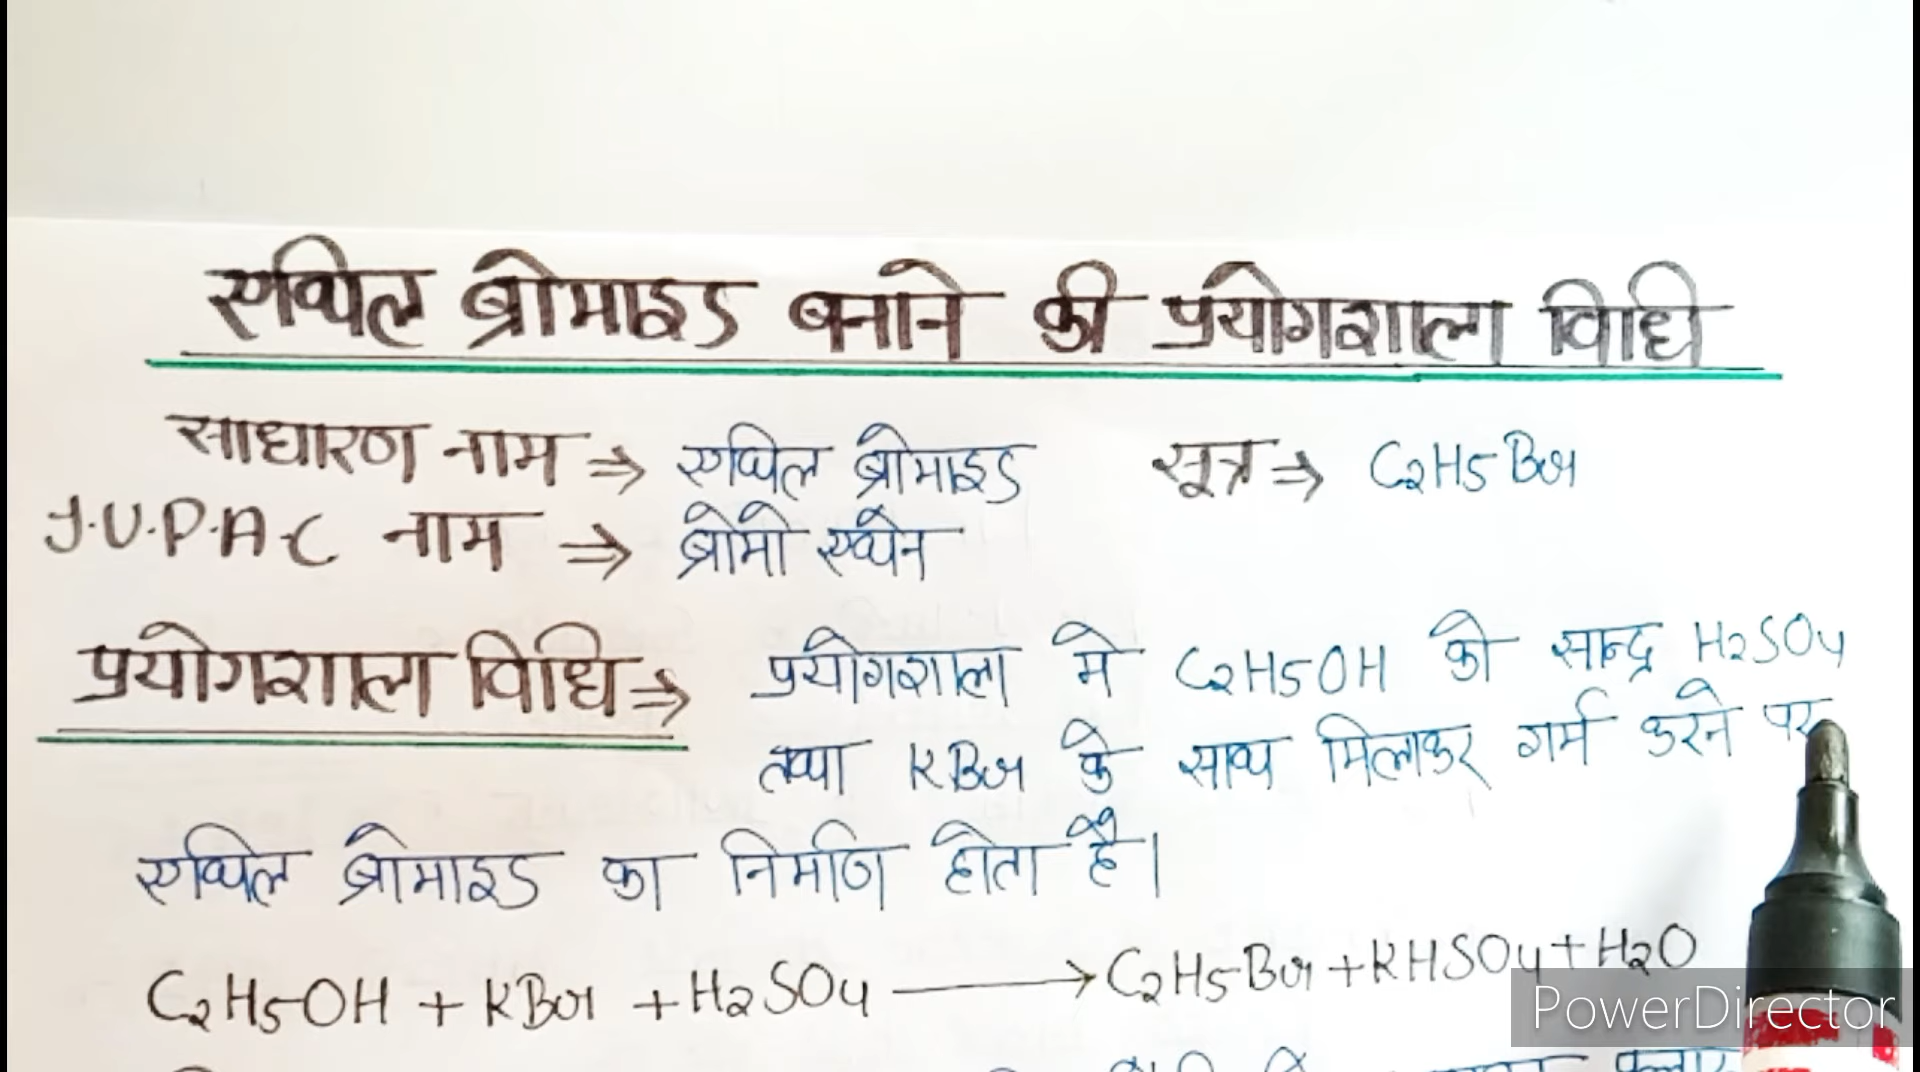 एथिल ब्रोमाइड बनाने की प्रयोगशाला विधि
साधारण नाम ⇒ एथिल ब्रोमाइड सूत्र ⇒ C2H5Br
I.U.P.A.C नाम ⇒ ब्रोमो एथेन
प्रयोगशाला विधि ⇒ प्रयोगशाला मे C2H5OH को सान्द्र H2SO4
तथा KBr के साथ मिलाकर गर्म करने पर
एथिल ब्रोमाइड का निर्माण होता है।
C2H5OH + KBr + H2SO4 ⟶ C2H5Br + KHSO4 + H2O
PowerDirector